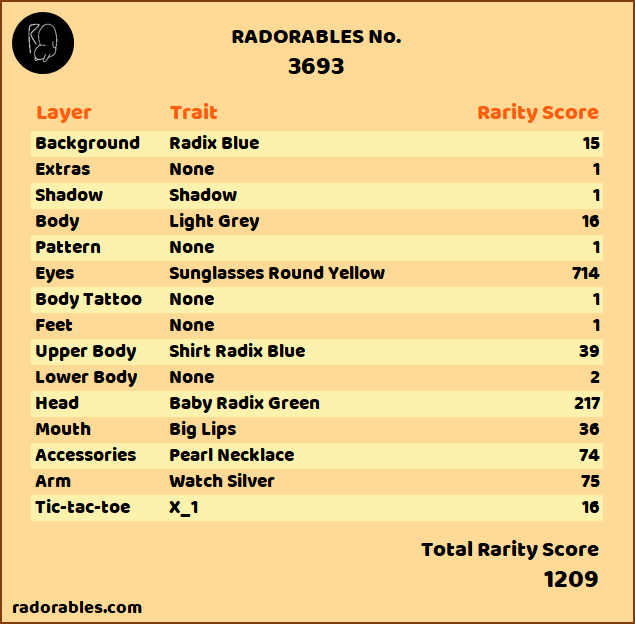 RADORABLES No.
3693
Layer Trait Rarity Score
Background Radix Blue 15
Extras None 1
Shadow Shadow 1
Body Light Grey 16
Pattern None 1
Eyes Sunglasses Round Yellow 714
Body Tattoo None 1
Feet None 1
Upper Body Shirt Radix Blue 39
Lower Body None 2
Head Baby Radix Green 217
Mouth Big Lips 36
Accessories Pearl Necklace 74
Arm Watch Silver 75
Tic-tac-toe X_1 16
Total Rarity Score
1209
radorables.com